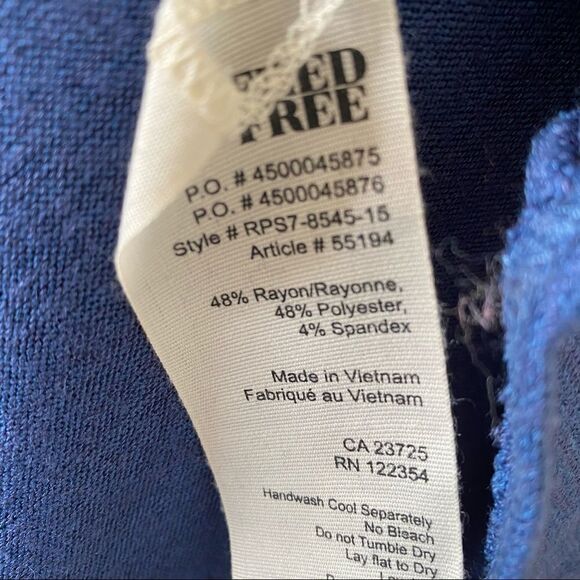 FREE
P.O. # 4500045875
P.O. # 4500045876
Style # RPS7-8545-15
Article # 55194
48% Rayon/Rayonne,
48% Polyester,
4% Spandex
Made in Vietnam
Fabriqué au Vietnam
CA 23725
RN 122354
Handwash Cool Separately
No Bleach
Do not Tumble Dry
Lay flat to Dry